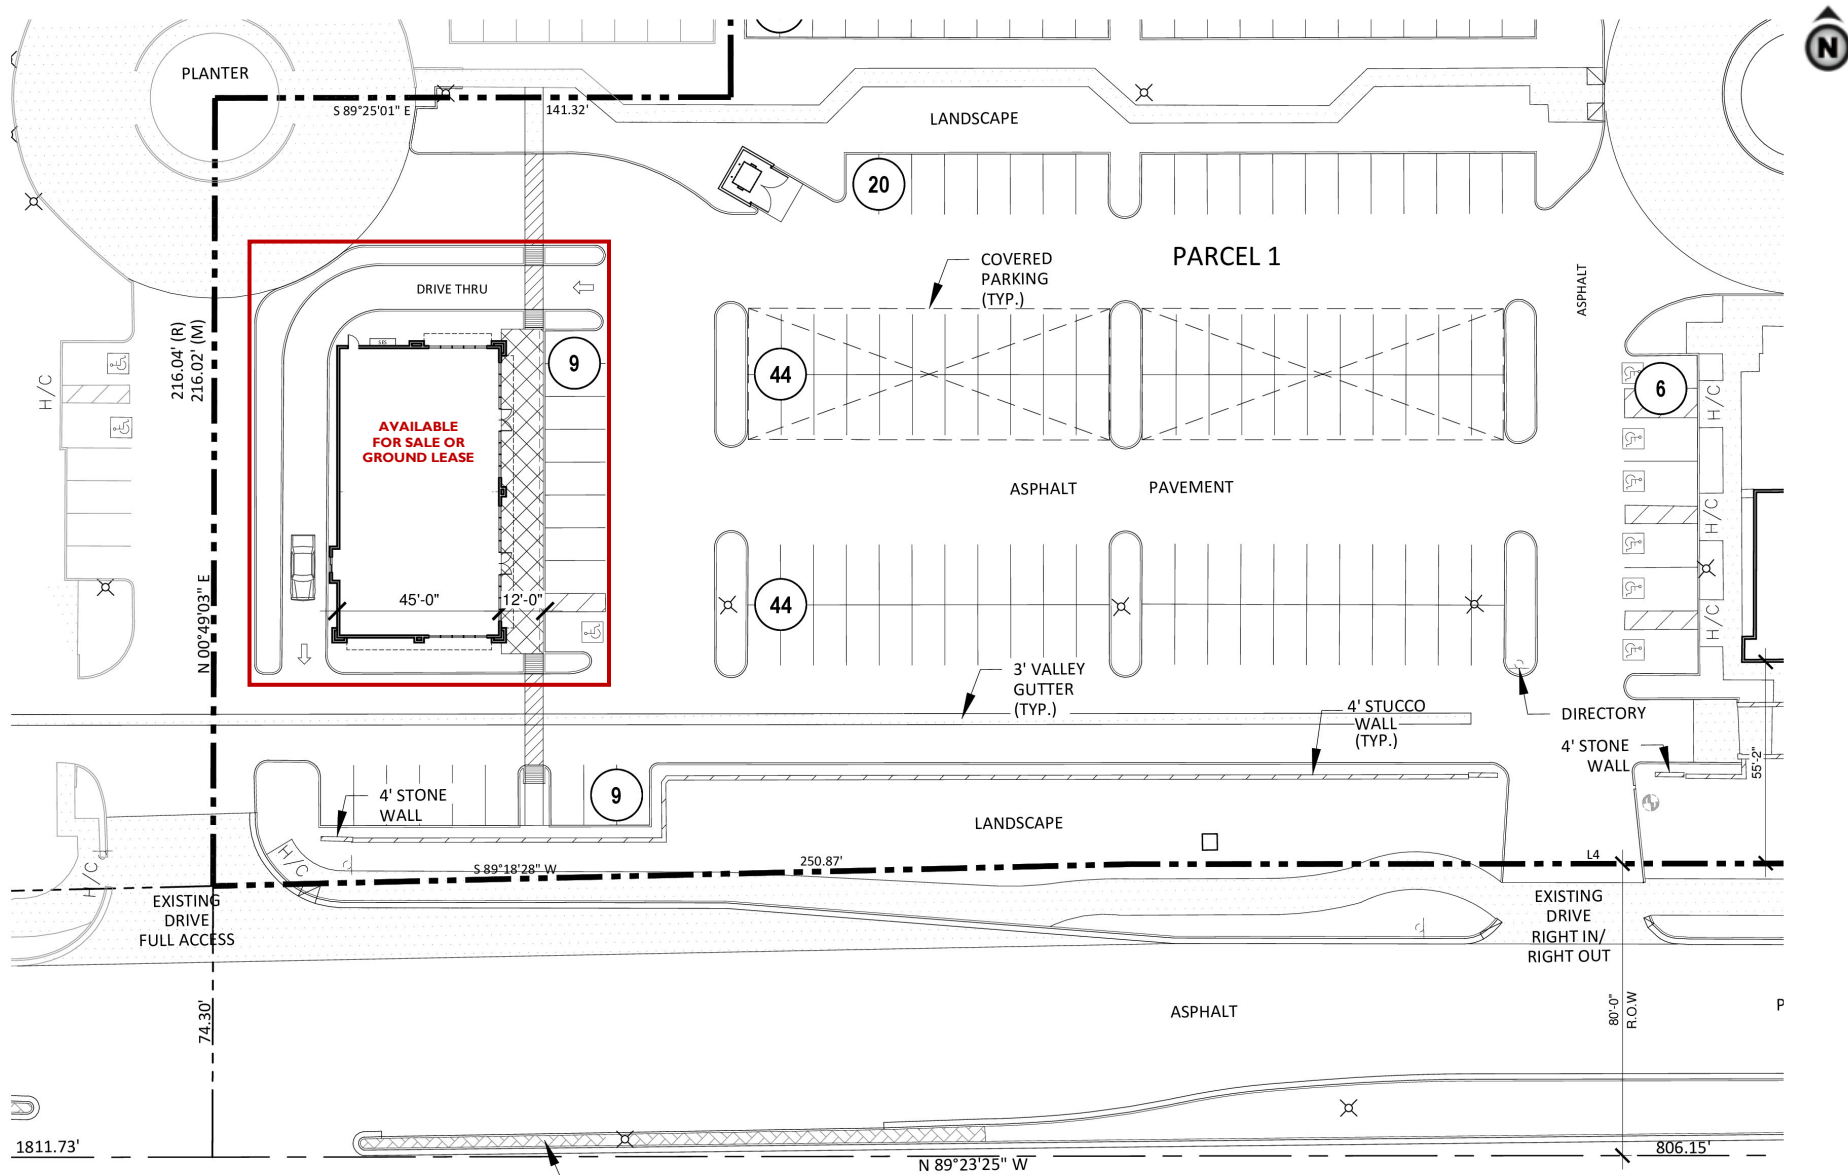 N
PLANTER
S 89°25'01" E
141.32'
LANDSCAPE
20
PARCEL 1
COVERED
PARKING
(TYP.)
ASPHALT
DRIVE THRU
SES
216.04' (R)
216.02' (M)
H/C
9
44
6
H/C
AVAILABLE
FOR SALE OR
GROUND LEASE
ASPHALT
PAVEMENT
H/C
N 00°49'03" E
45'-0"
12'-0"
44
H/C
3' VALLEY
GUTTER
(TYP.)
4' STUCCO
WALL
(TYP.)
DIRECTORY
4' STONE
WALL
55'-2"
4' STONE
WALL
9
LANDSCAPE
H/C
H/C
S 89°18'28" W
250.87'
L4
EXISTING
DRIVE
FULL ACCESS
EXISTING
DRIVE
RIGHT IN/
RIGHT OUT
74.30'
ASPHALT
80'-0"
R.O.W
P
1811.73'
N 89°23'25" W
806.15'